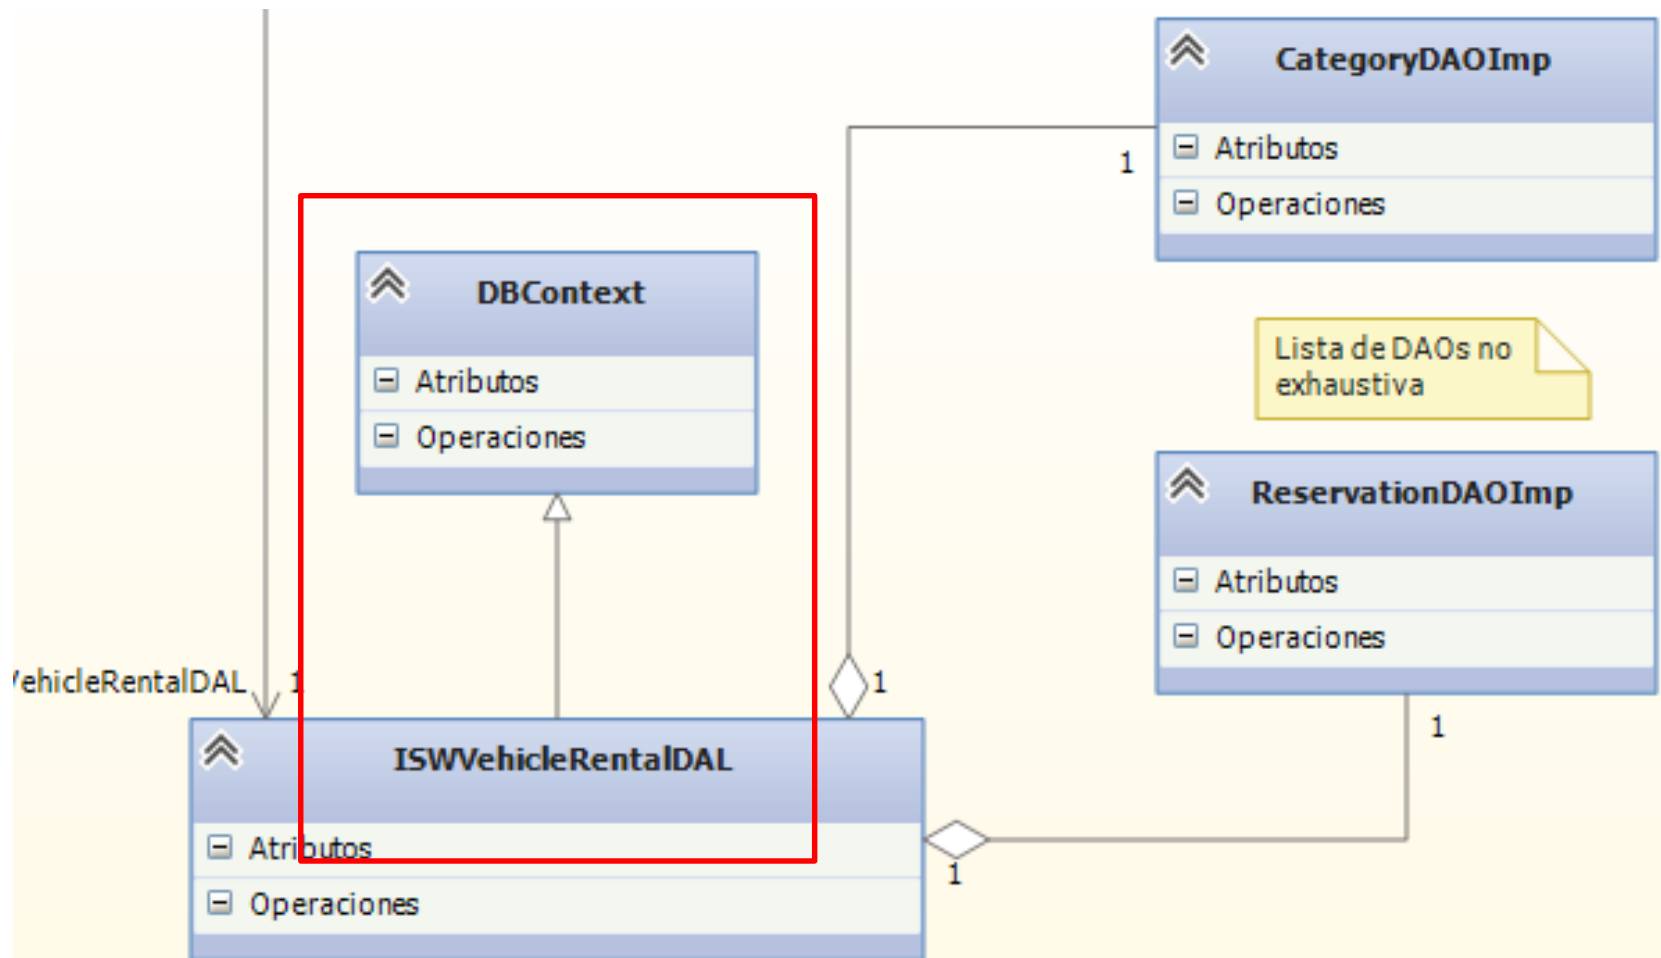 CategoryDAOImp
1
Atributos
Operaciones
DBContext
Atributos
Operaciones
Lista de DAOs no
exhaustiva
ReservationDAOImp
Atributos
Operaciones
1
ehicleRentalDAL
1
1
ISWVehicleRentalDAL
Atributos
Operaciones
1